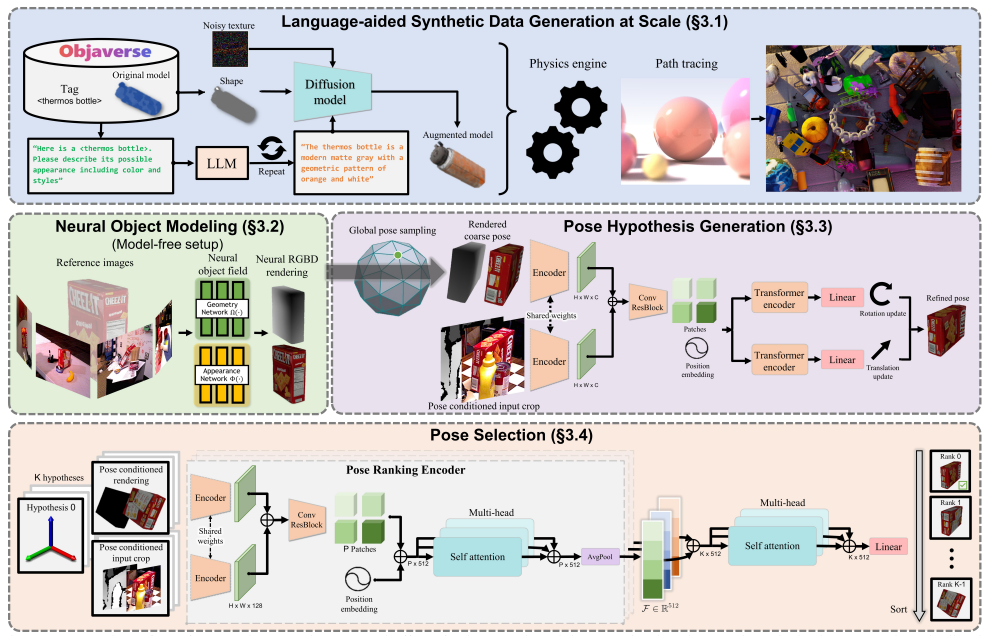 Language-aided Synthetic Data Generation at Scale (§3.1)
Noisy texture
Objaverse
Original model
Tag
<thermos bottle>
Shape
Diffusion
model
"Here is a <thermos bottle>.
Please describe its possible
appearance including color and
styles"
LLM
Repeat
"The thermos bottle is a
modern matte gray with a
geometric pattern of
orange and white"
Augmented model
Physics engine
Path tracing
Neural Object Modeling (§3.2)
(Model-free setup)
Reference images
Neural
object field
Neural RGBD
rendering
Geometry
Network Ω(·)
Appearance
Network Φ(·)
CHEEZ-IT
Pose Hypothesis Generation (§3.3)
Global pose sampling
Rendered
coarse pose
Encoder
H x W x C
Shared-weights
Encoder
H x W x C
Pose conditioned input crop
Conv
ResBlock
Patches
Position
embedding
Transformer
encoder
Linear
Rotation update
Transformer
encoder
Linear
Translation
update
Refined pose
Pose Selection (§3.4)
K hypotheses
Hypothesis 0
Pose conditioned
rendering
Pose conditioned
input crop
Pose Ranking Encoder
Encoder
Shared
weights
Encoder
H x W x 128
Conv
ResBlock
P Patches
Position
embedding
P x 512
Multi-head
Self attention
P x 512
AvgPool
ℱ ∈ ℝ⁵¹²
K x 512
Multi-head
Self attention
K x 512
Linear
Sort
Rank 0
Rank 1
Rank K-1